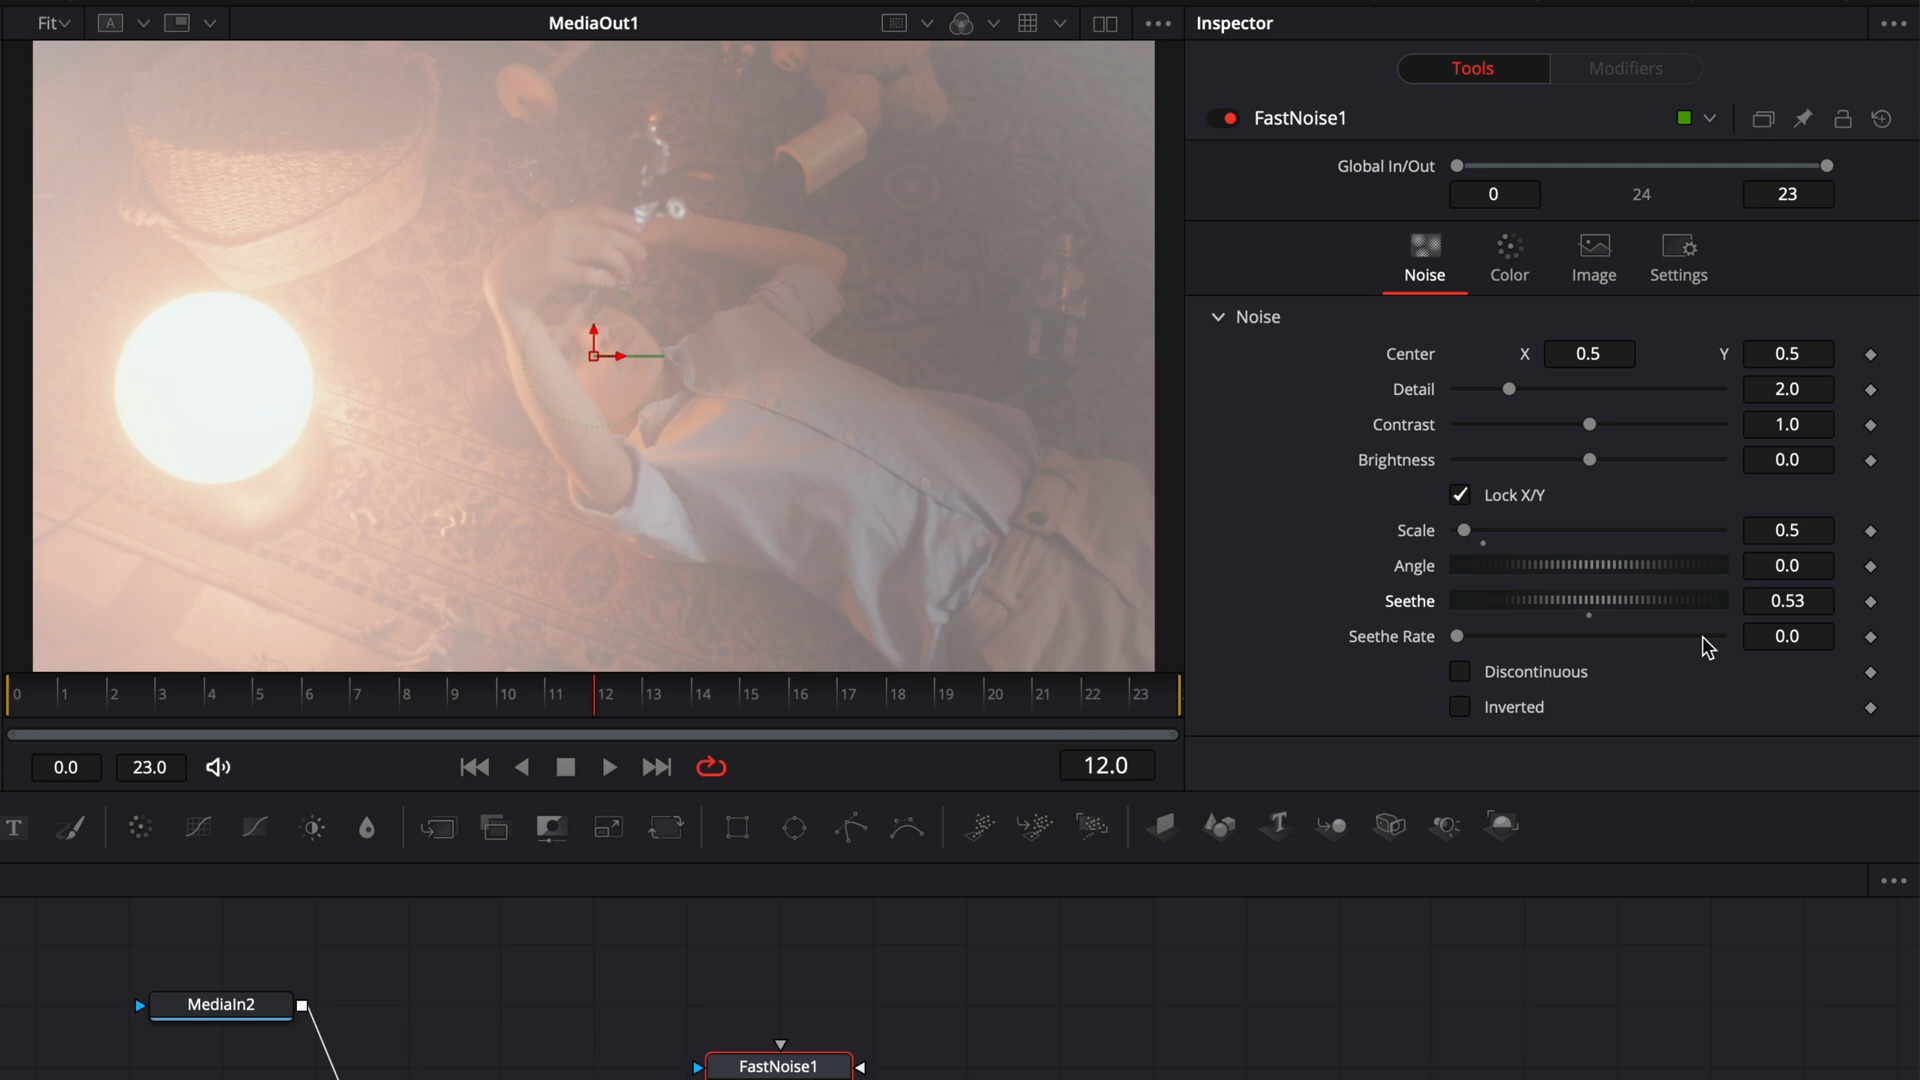 Fit
A
MediaOut1
Inspector
Tools
Modifiers
FastNoise1
Global In/Out
0
24
23
Noise
Color
Image
Settings
Noise
Center
X
0.5
Y
0.5
Detail
2.0
Contrast
1.0
Brightness
0.0
Lock X/Y
Scale
0.5
Angle
0.0
Seethe
0.53
Seethe Rate
0.0
Discontinuous
Inverted
0 1 2 3 4 5 6 7 8 9 10 11 12 13 14 15 16 17 18 19 20 21 22 23
0.0
23.0
12.0
T
T
MediaIn2
FastNoise1